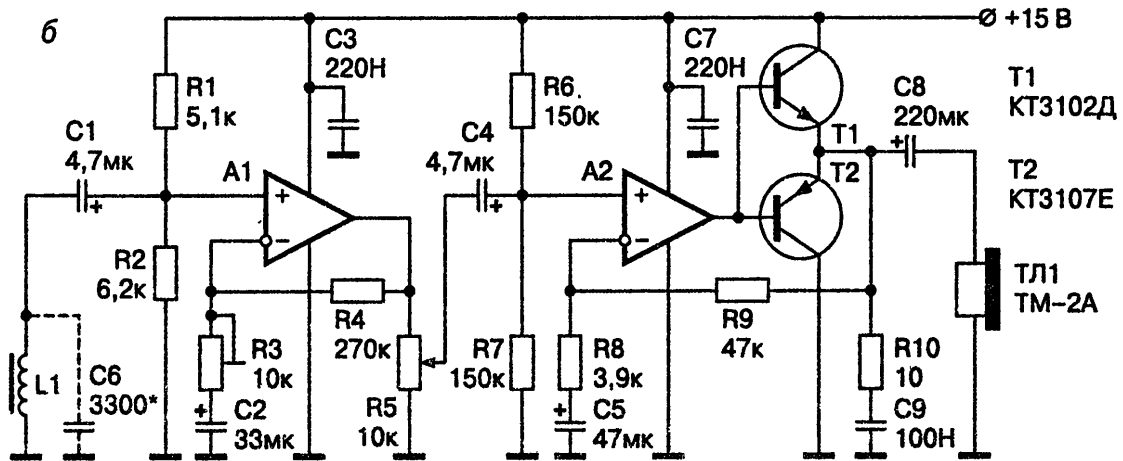 б
Ø +15 В
C3
220Н
C7
220Н
R1
5,1к
R6.
150к
C8
220мк
+
T1
КТ3102Д
C1
4,7мк
+
A1
C4
4,7мк
+
A2
T1
T2
T2
КТ3107Е
+
−
+
−
R2
6,2к
ТЛ1
ТМ–2А
R4
270к
R9
47к
L1
C6
3300*
R3
10к
R7
150к
R8
3,9к
R10
10
+
C2
33мк
R5
10к
+
C5
47мк
C9
100Н